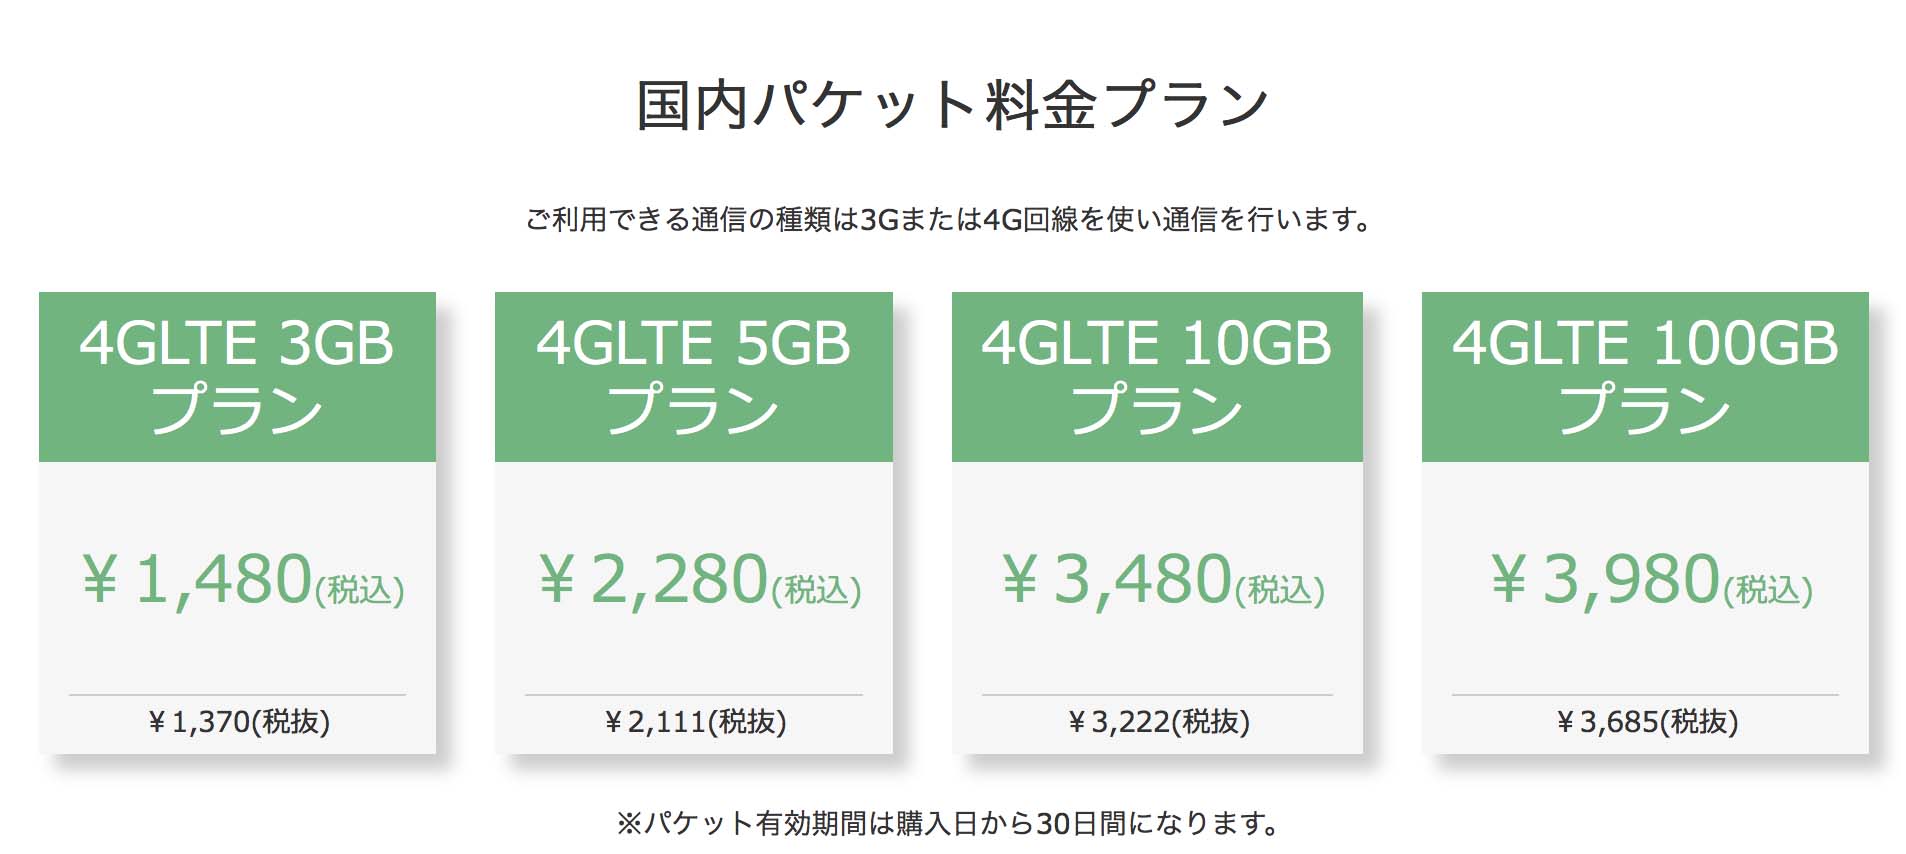 国内パケット料金プラン
ご利用できる通信の種類は3Gまたは4G回線を使い通信を行います。
4GLTE 3GB
プラン
¥1,480(税込)
¥1,370(税抜)
4GLTE 5GB
プラン
¥2,280(税込)
¥2,111(税抜)
4GLTE 10GB
プラン
¥3,480(税込)
¥3,222(税抜)
4GLTE 100GB
プラン
¥3,980(税込)
¥3,685(税抜)
※パケット有効期間は購入日から30日間になります。